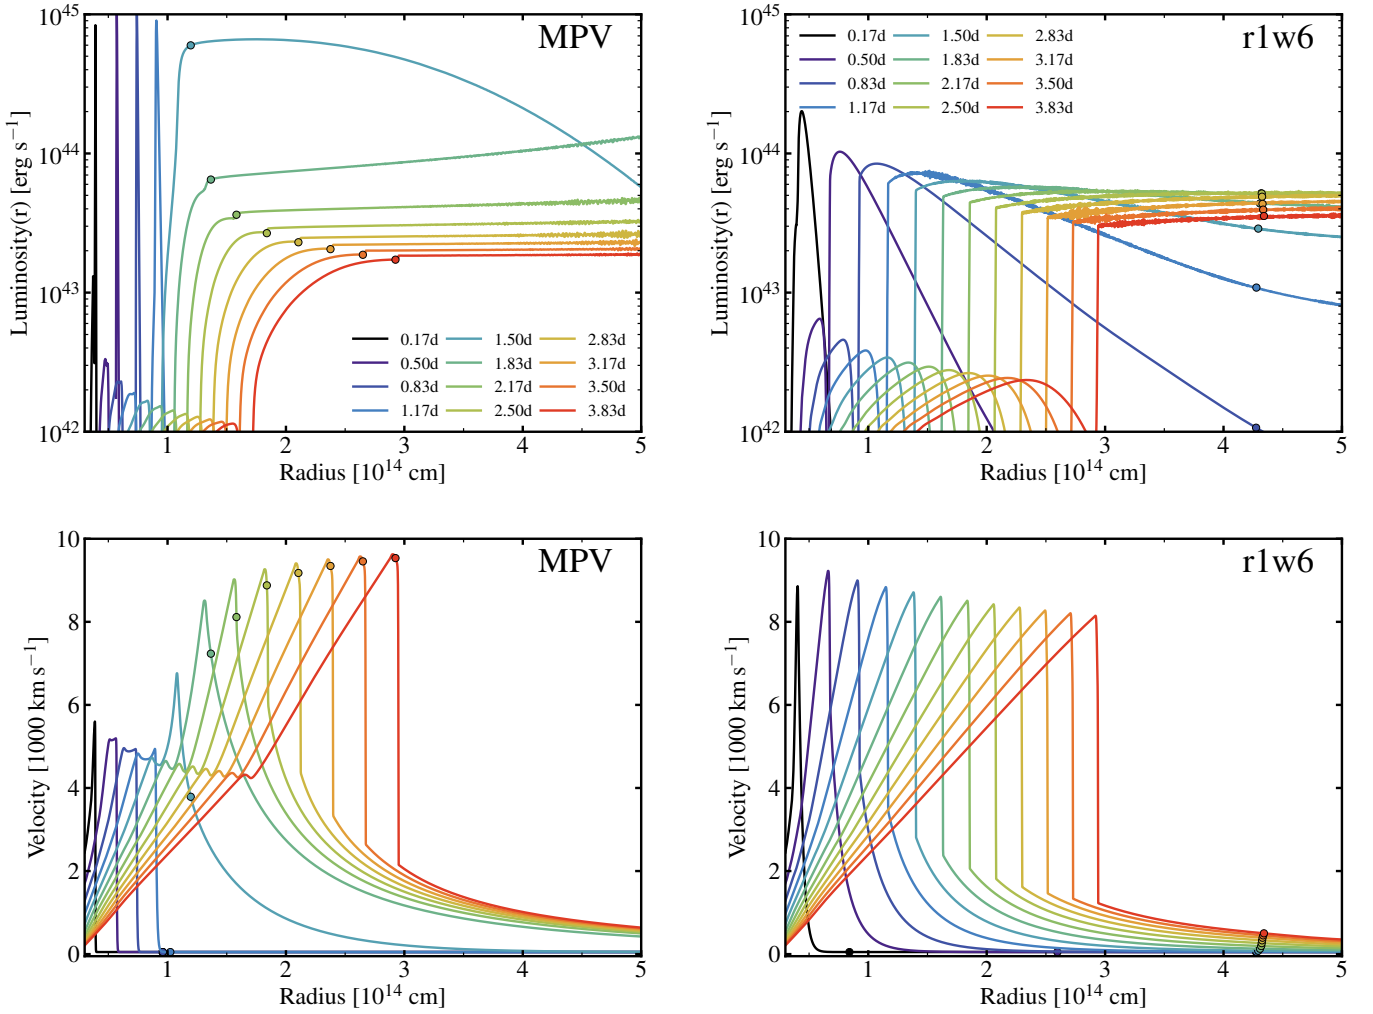 MPV
10^45
10^44
10^43
10^42
Luminosity(r) [erg s−1]
0.17d 1.50d 2.83d
0.50d 1.83d 3.17d
0.83d 2.17d 3.50d
1.17d 2.50d 3.83d
1 2 3 4 5
Radius [10^14 cm]
r1w6
10^45
10^44
10^43
10^42
Luminosity(r) [erg s−1]
0.17d 1.50d 2.83d
0.50d 1.83d 3.17d
0.83d 2.17d 3.50d
1.17d 2.50d 3.83d
1 2 3 4 5
Radius [10^14 cm]
MPV
10
8
6
4
2
0
Velocity [1000 km s−1]
1 2 3 4 5
Radius [10^14 cm]
r1w6
10
8
6
4
2
0
Velocity [1000 km s−1]
1 2 3 4 5
Radius [10^14 cm]